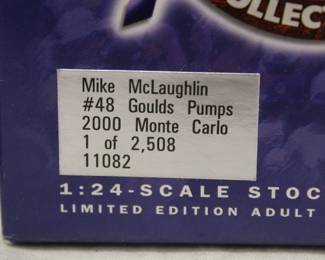 COLLECT
Mike McLaughlin
#48 Goulds Pumps
2000 Monte Carlo
1 of 2,508
11082
1:24-SCALE STOC
LIMITED EDITION ADULT